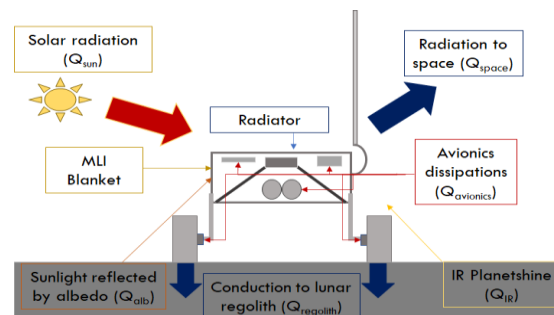 Solar radiation
(Qsun)
Radiation to
space (Qspace)
Radiator
MLI
Blanket
Avionics
dissipations
(Qavionics)
Sunlight reflected
by albedo (Qalb)
Conduction to lunar
regolith (Qregolith)
IR Planetshine
(QIR)